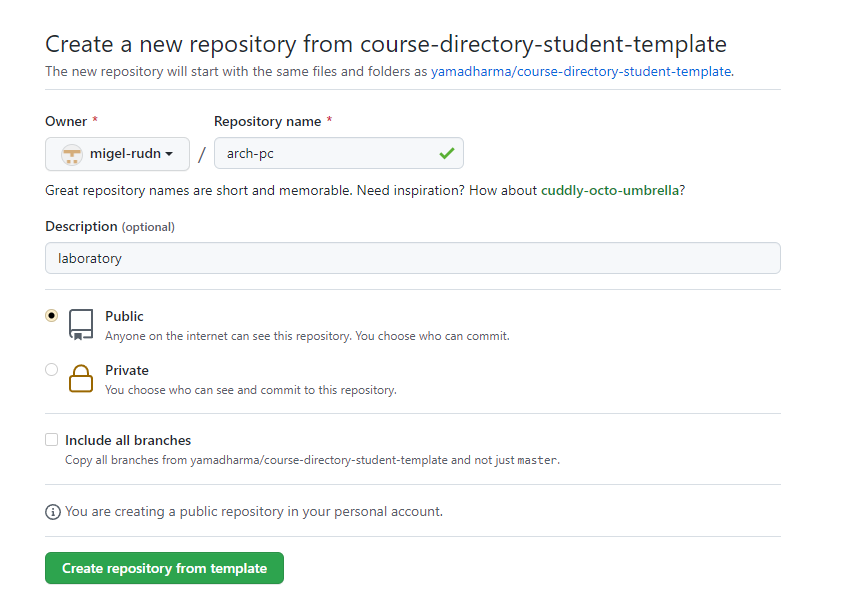 Create a new repository from course-directory-student-template
The new repository will start with the same files and folders as yamadharma/course-directory-student-template.
Owner * Repository name *
migel-rudn / arch-pc
Great repository names are short and memorable. Need inspiration? How about cuddly-octo-umbrella?
Description (optional)
laboratory
Public
Anyone on the internet can see this repository. You choose who can commit.
Private
You choose who can see and commit to this repository.
Include all branches
Copy all branches from yamadharma/course-directory-student-template and not just master.
You are creating a public repository in your personal account.
Create repository from template